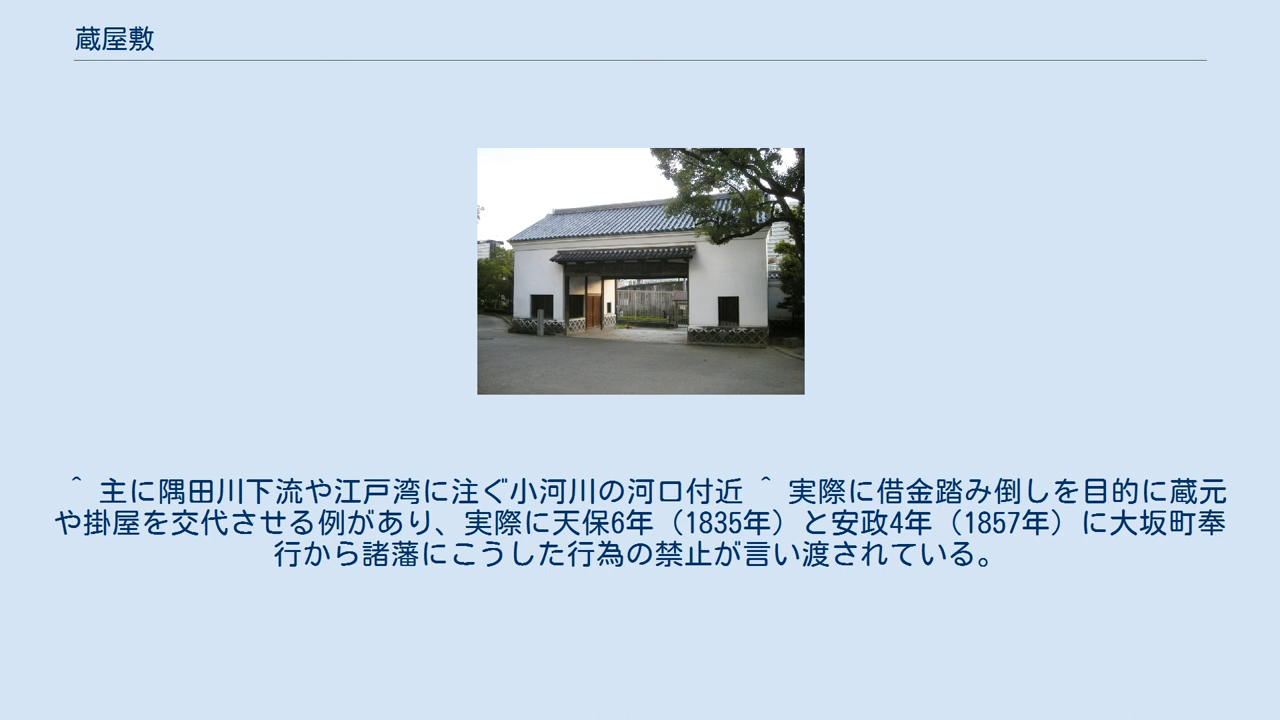 蔵屋敷
^ 主に隅田川下流や江戸湾に注ぐ小河川の河口付近 ^ 実際に借金踏み倒しを目的に蔵元
や掛屋を交代させる例があり、実際に天保6年（1835年）と安政4年（1857年）に大坂町奉
行から諸藩にこうした行為の禁止が言い渡されている。